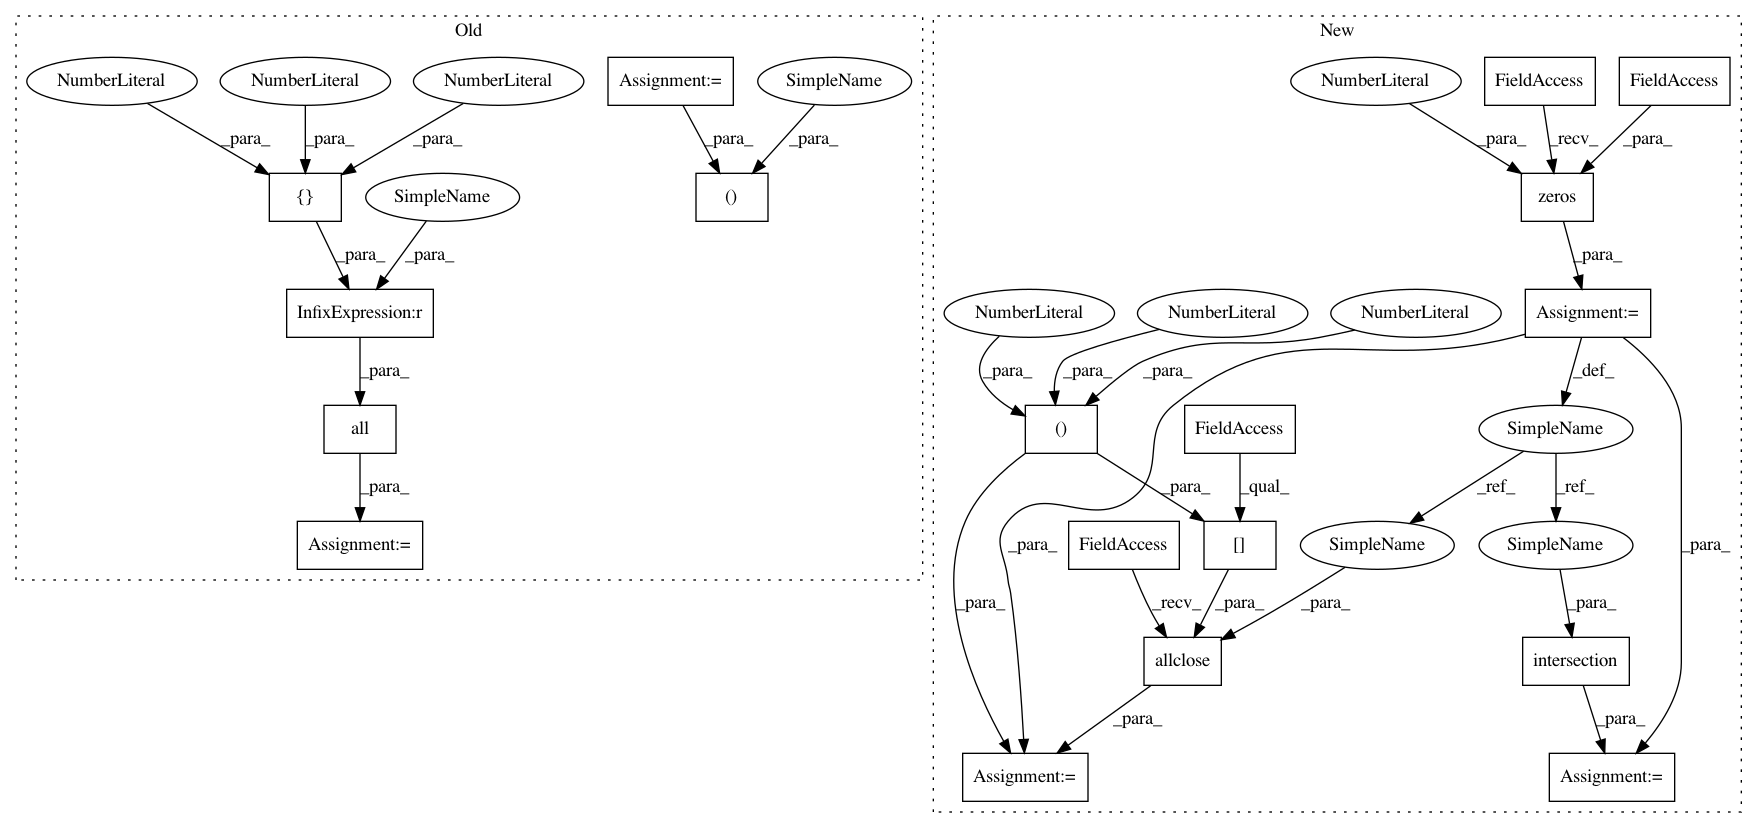 Old
New
NumberLiteral
NumberLiteral
NumberLiteral
Assignment:=
SimpleName
NumberLiteral
FieldAccess
FieldAccess
_para_
_para_
_para_
_para_
_para_
_para_
_recv_
_para_
{}
SimpleName
()
zeros
_para_
_para_
_para_
InfixExpression:r
NumberLiteral
NumberLiteral
NumberLiteral
Assignment:=
_para_
_para_
_para_
_para_
_def_
all
()
FieldAccess
SimpleName
_para_
_para_
_qual_
_ref_
_ref_
Assignment:=
FieldAccess
[]
SimpleName
SimpleName
_para_
_para_
_para_
_recv_
_para_
_para_
_para_
allclose
intersection
_para_
_para_
Assignment:=
Assignment:=